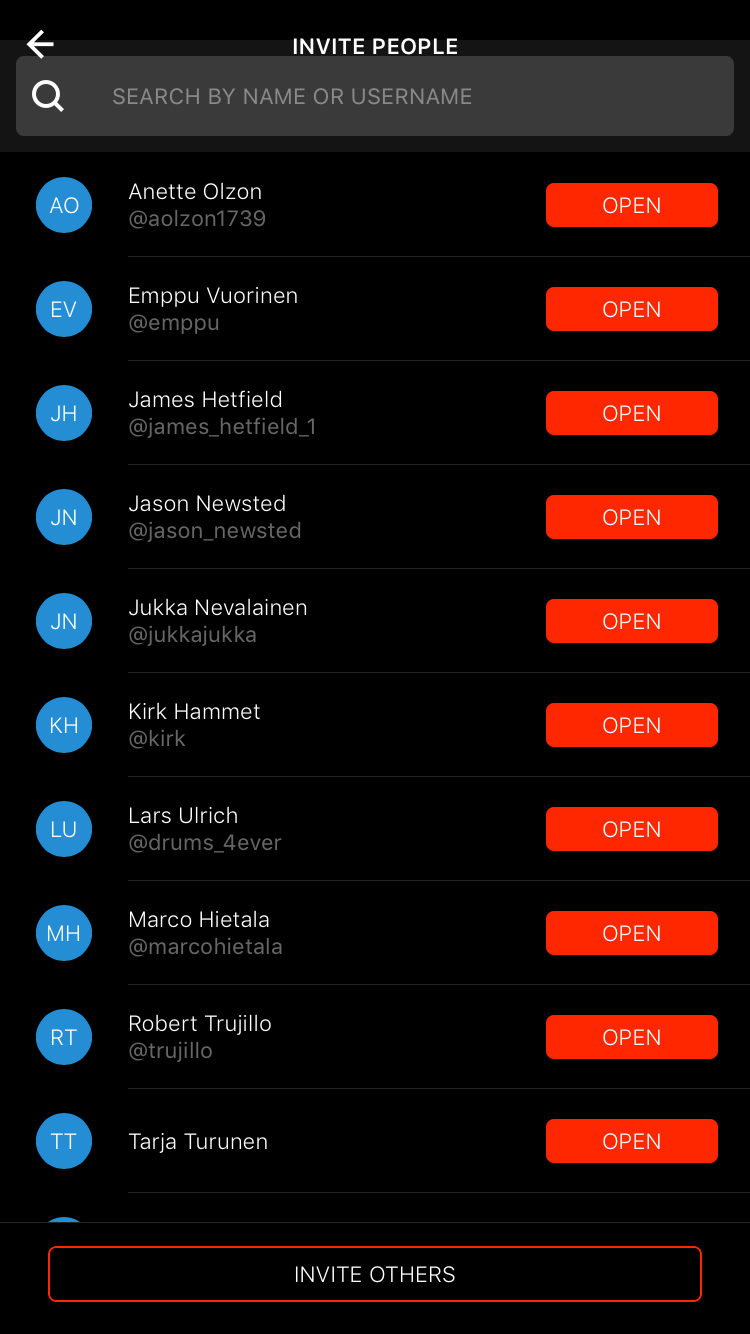 INVITE PEOPLE
SEARCH BY NAME OR USERNAME
AO
Anette Olzon
@aolzon1739
OPEN
EV
Emppu Vuorinen
@emppu
OPEN
JH
James Hetfield
@james_hetfield_1
OPEN
JN
Jason Newsted
@jason_newsted
OPEN
JN
Jukka Nevalainen
@jukkajukka
OPEN
KH
Kirk Hammet
@kirk
OPEN
LU
Lars Ulrich
@drums_4ever
OPEN
MH
Marco Hietala
@marcohietala
OPEN
RT
Robert Trujillo
@trujillo
OPEN
TT
Tarja Turunen
OPEN
INVITE OTHERS